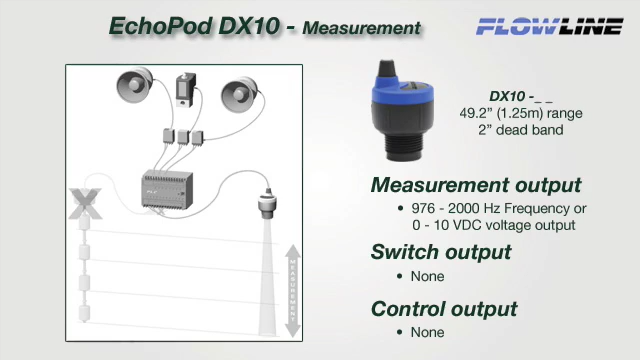 EchoPod DX10 - Measurement
FLOWLINE
DX10 -_ _
49.2” (1.25m) range
2” dead band
Measurement output
• 976 - 2000 Hz Frequency or
0 - 10 VDC voltage output
Switch output
• None
Control output
• None
X
MEASUREMENT